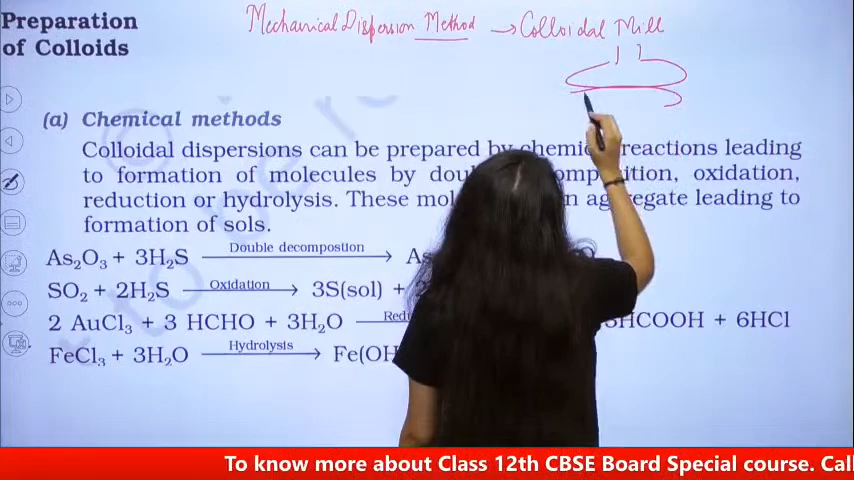 Preparation
of Colloids
Mechanical Dispersion Method → Colloidal Mill
(a) Chemical methods
Colloidal dispersions can be prepared by chemic reactions leading
to formation of molecules by dou ompo ition, oxidation,
reduction or hydrolysis. These mol n aggregate leading to
formation of sols.
As₂O₃ + 3H₂S Double decompostion → As
SO₂ + 2H₂S Oxidation → 3S(sol) +
2 AuCl₃ + 3 HCHO + 3H₂O Red HCOOH + 6HCl
FeCl₃ + 3H₂O Hydrolysis → Fe(OH
To know more about Class 12th CBSE Board Special course. Call